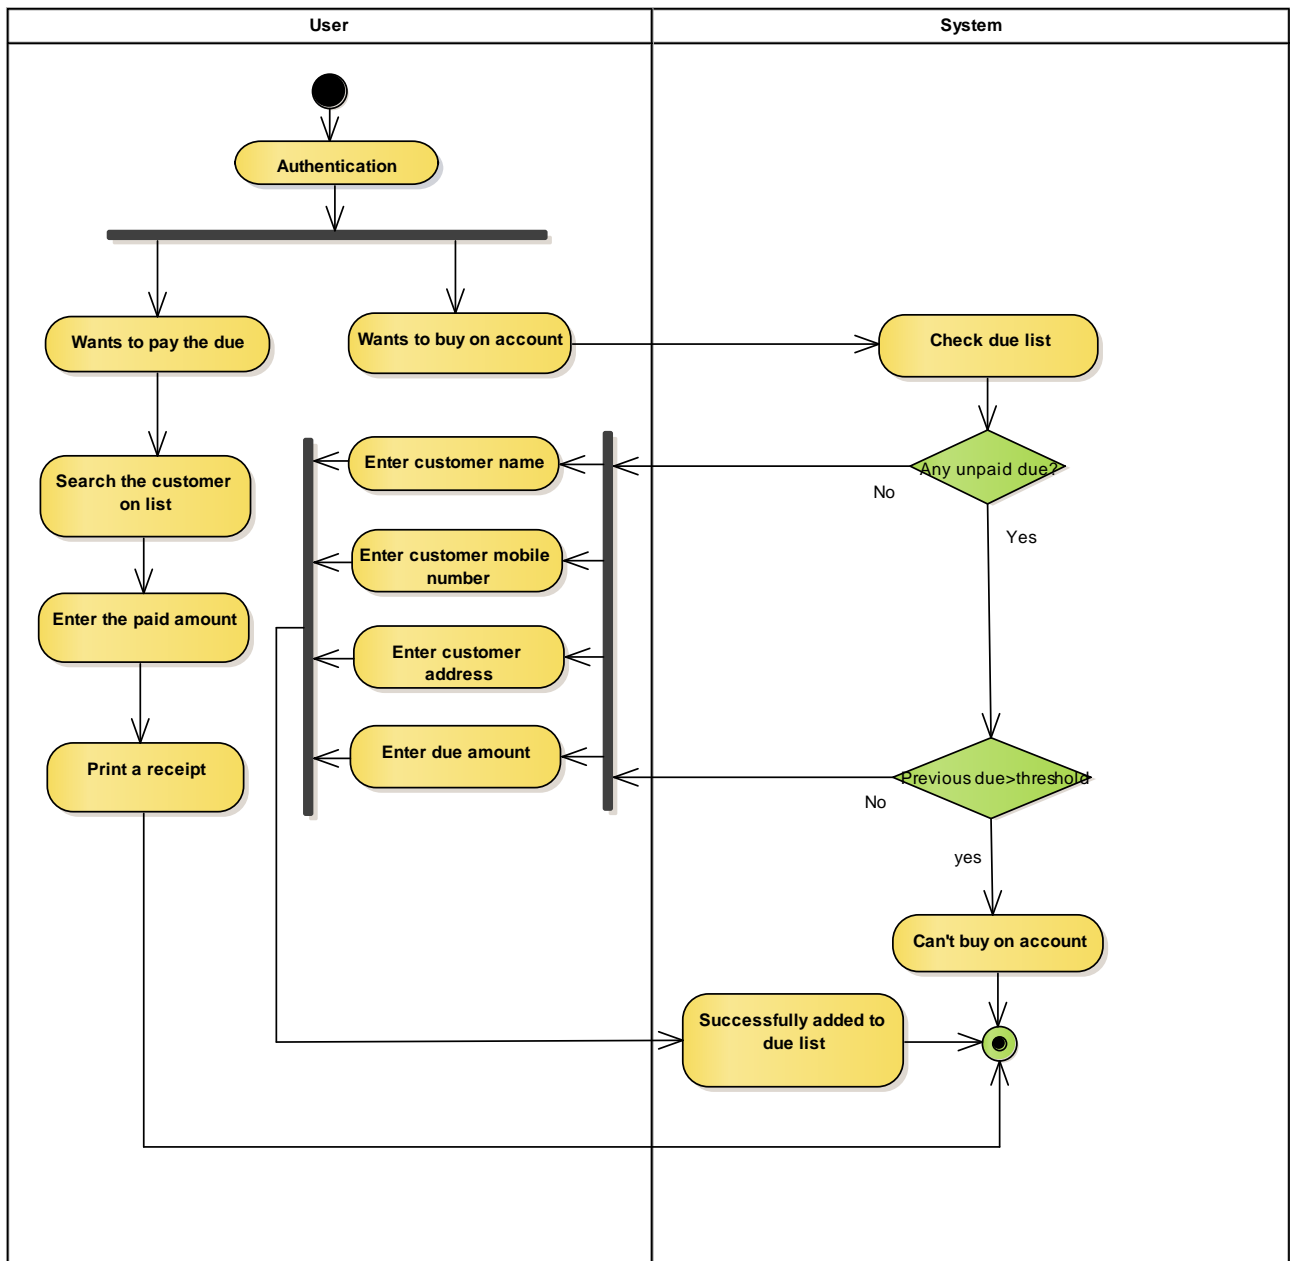 User
System
Authentication
Wants to pay the due
Wants to buy on account
Check due list
Search the customer
on list
Enter customer name
Any unpaid due?
No
Yes
Enter customer mobile
number
Enter the paid amount
Enter customer
address
Enter due amount
Print a receipt
Previous due>threshold
No
yes
Can't buy on account
Successfully added to
due list